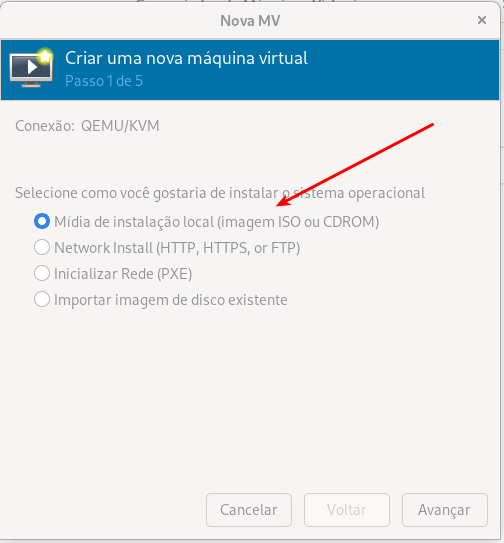 Nova MV
Criar uma nova máquina virtual
Passo 1 de 5
Conexão: QEMU/KVM
Selecione como você gostaria de instalar o sistema operacional
Mídia de instalação local (imagem ISO ou CDROM)
Network Install (HTTP, HTTPS, or FTP)
Inicializar Rede (PXE)
Importar imagem de disco existente
Cancelar Voltar Avançar